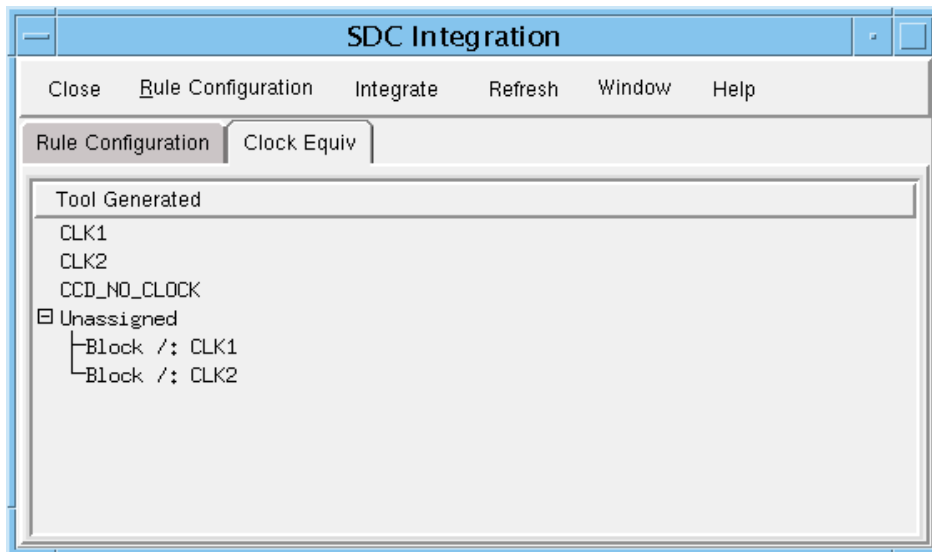 SDC Integration
Close Rule Configuration Integrate Refresh Window Help
Rule Configuration Clock Equiv
Tool Generated
CLK1
CLK2
CCD_NO_CLOCK
Unassigned
Block /: CLK1
Block /: CLK2